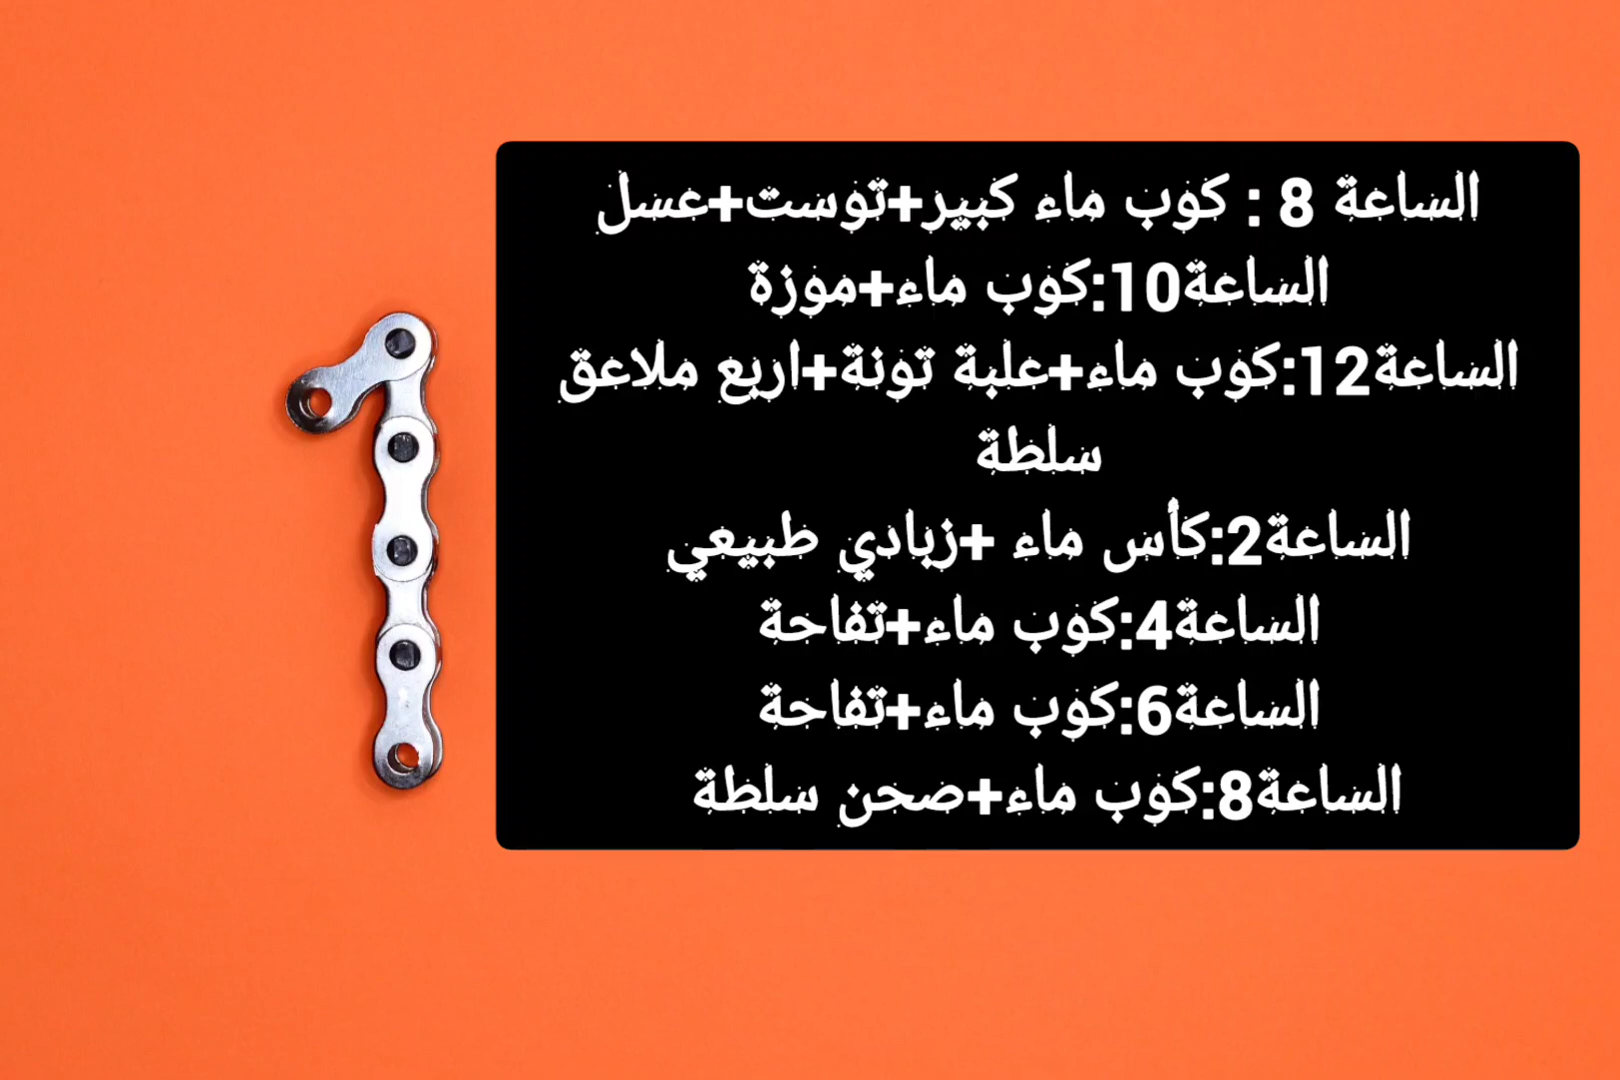 الساعة 8 : كوب ماء كبير+توست+عسل
الساعة10:كوب ماء+موزة
الساعة12:كوب ماء+علبة تونة+اربع ملاعق
سلطة
الساعة2:كأس ماء +زبادي طبيعي
الساعة4:كوب ماء+تفاحة
الساعة6:كوب ماء+تفاحة
الساعة8:كوب ماء+صحن سلطة